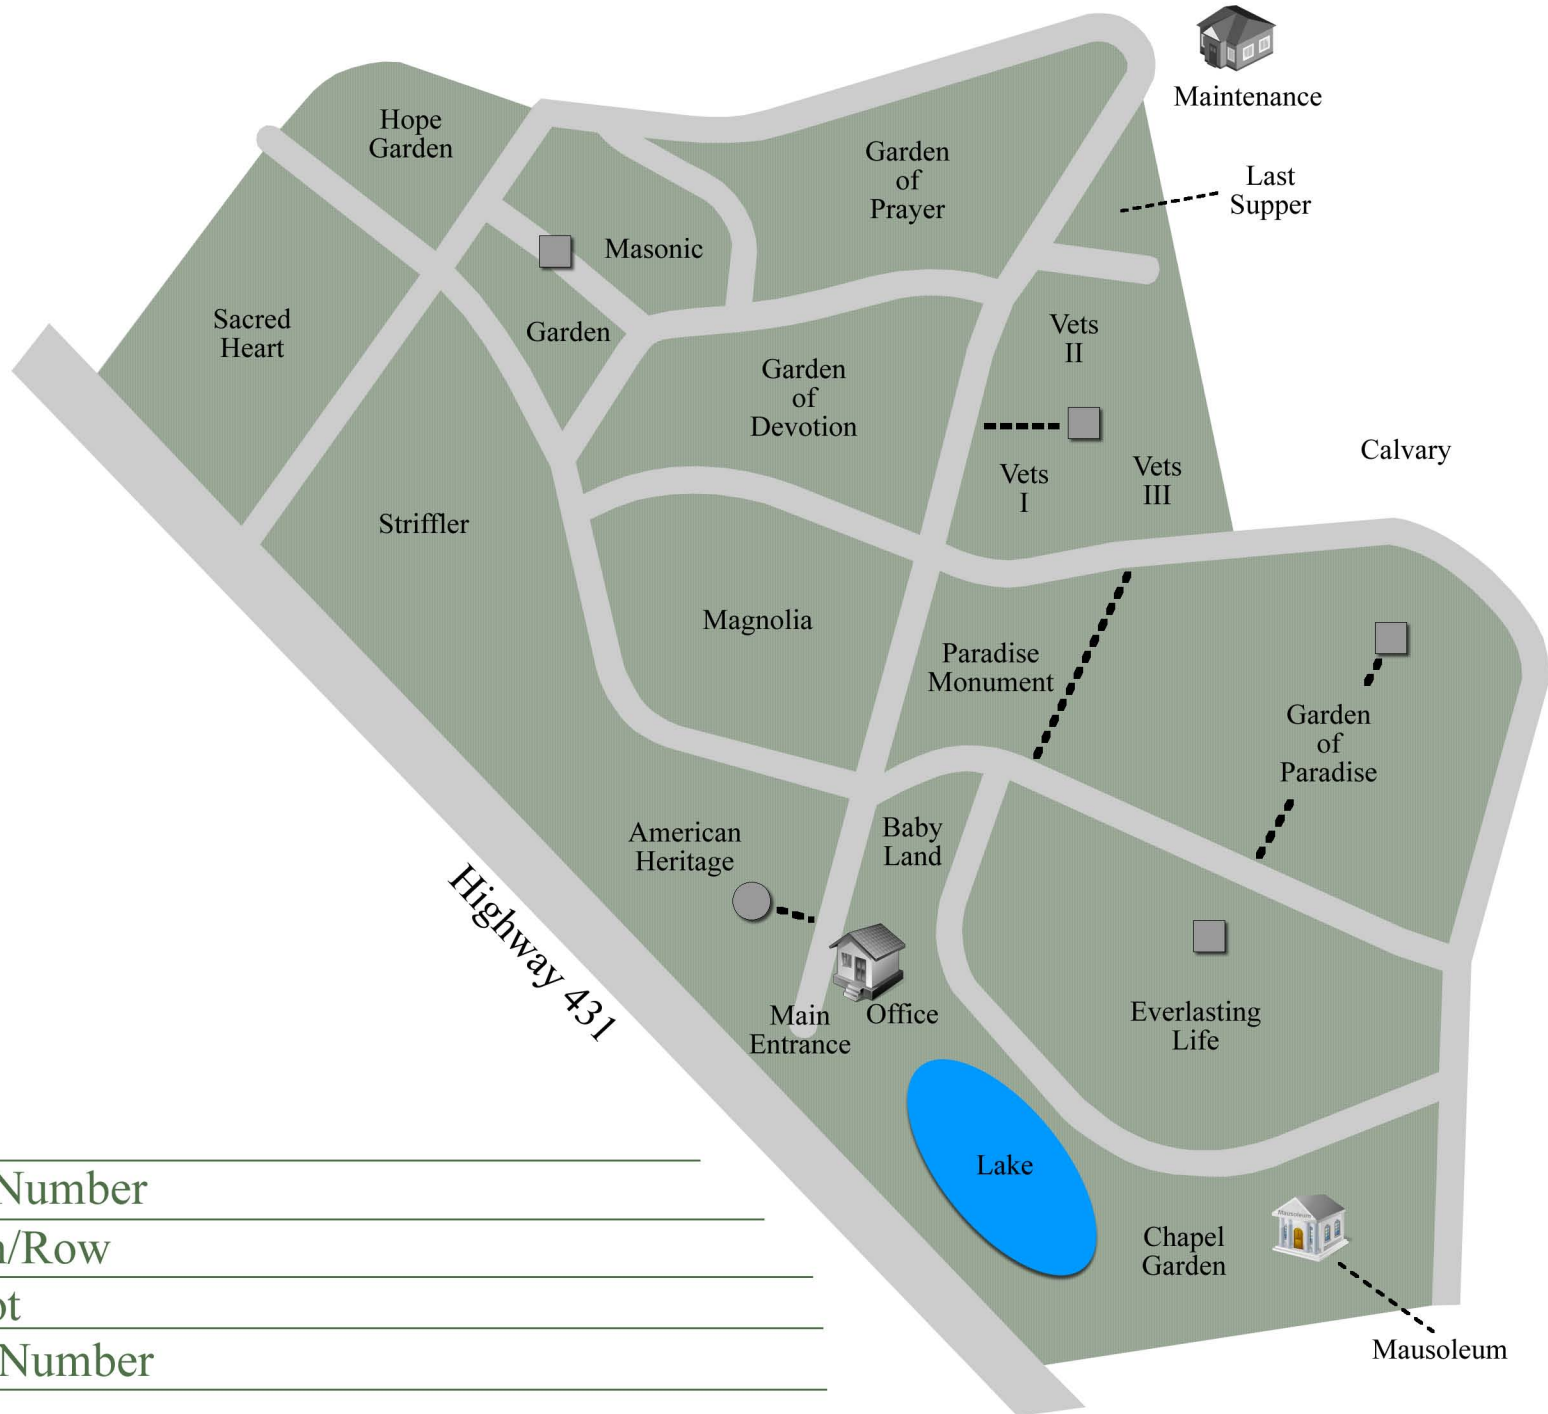 Maintenance
Hope
Garden
Garden
of
Prayer
Last
Supper
Masonic
Garden
Sacred
Heart
Vets
II
Garden
of
Devotion
Calvary
Vets
I
Vets
III
Striffler
Magnolia
Paradise
Monument
Garden
of
Paradise
American
Heritage
Baby
Land
Highway 431
Main
Entrance
Office
Everlasting
Life
Lake
Number
/Row
Number
Chapel
Garden
Mausoleum
Mausoleum